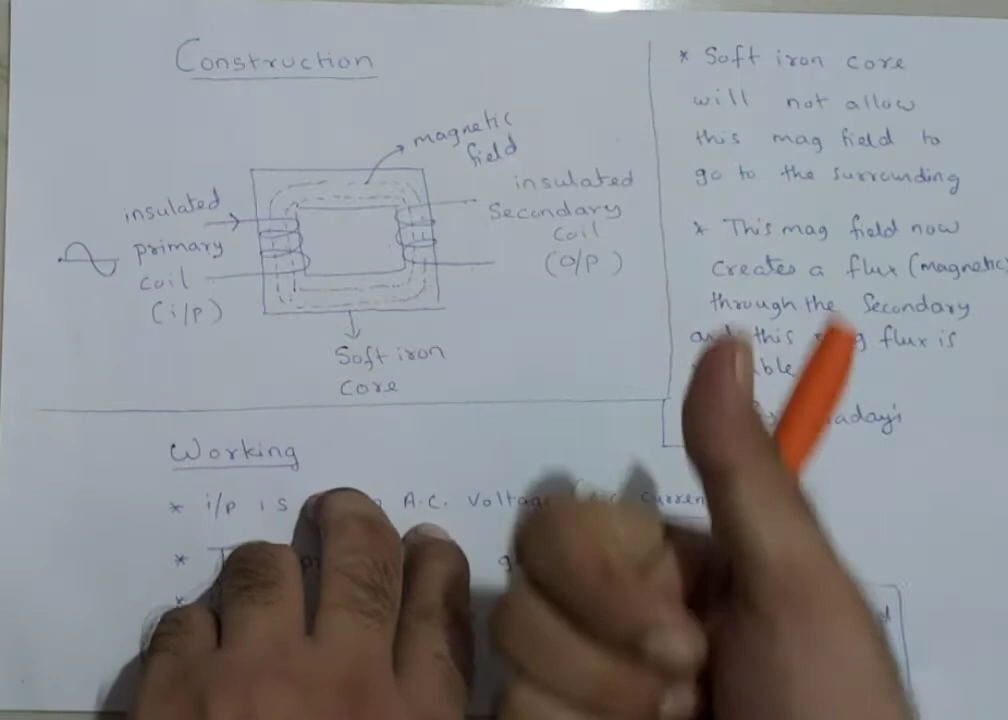 Construction
magnetic
field
insulated
primary
coil
(i/p)
insulated
Secondary
coil
(o/p)
Soft iron
core
Working
* i/p is A.C. Voltage
* 
* Soft iron core
will not allow
this mag field to
go to the surrounding
* This mag field now
creates a flux (magnetic)
through the Secondary
this flux is